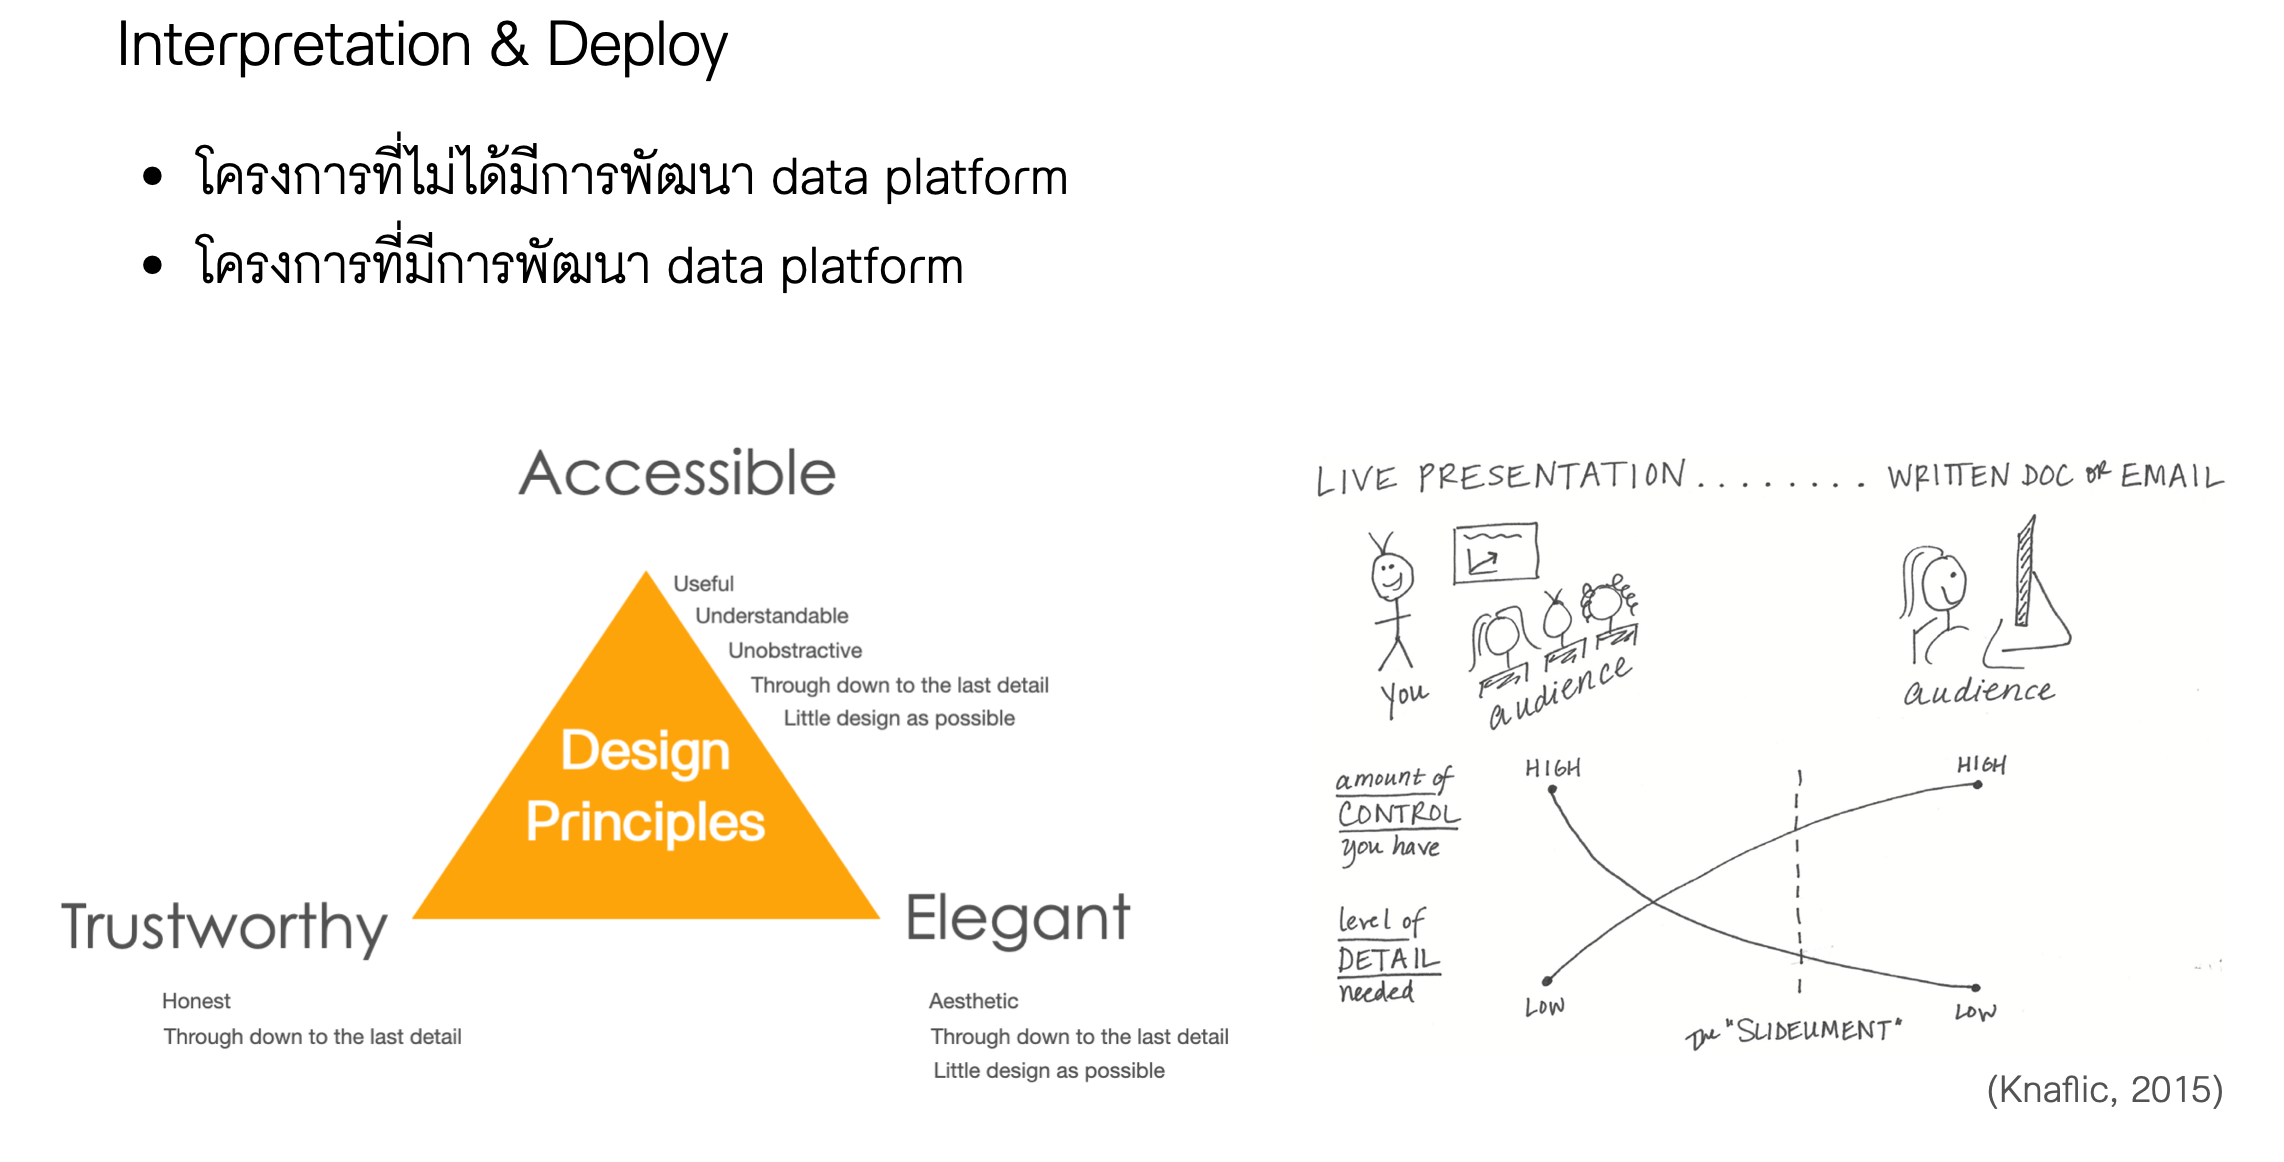 Interpretation & Deploy
โครงการที่ไม่ได้มีการพัฒนา data platform
โครงการที่มีการพัฒนา data platform
Accessible
Useful
Understandable
Unobstractive
Through down to the last detail
Little design as possible
Design
Principles
Trustworthy
Honest
Through down to the last detail
Elegant
Aesthetic
Through down to the last detail
Little design as possible
LIVE PRESENTATION........ WRITTEN DOC or EMAIL
you
audience
audience
amount of
CONTROL
you have
HIGH
HIGH
level of
DETAIL
needed
LOW
LOW
The "SLIDEUMENT"
(Knaflic, 2015)